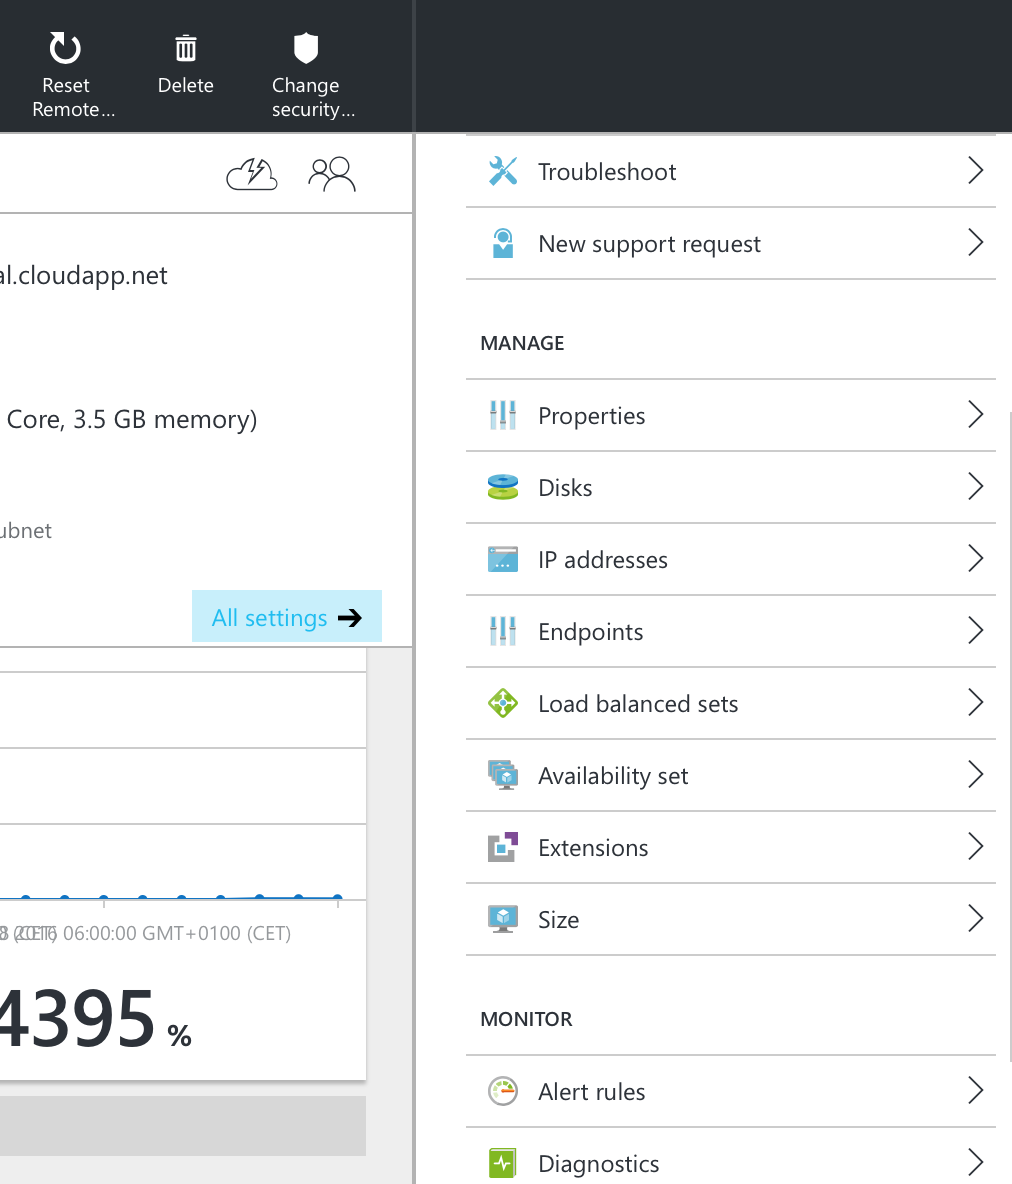 Reset
Remote...
Delete
Change
security...
al.cloudapp.net
Core, 3.5 GB memory)
ubnet
All settings
06:00:00 GMT+0100 (CET)
4395 %
Troubleshoot
New support request
MANAGE
Properties
Disks
IP addresses
Endpoints
Load balanced sets
Availability set
Extensions
Size
MONITOR
Alert rules
Diagnostics